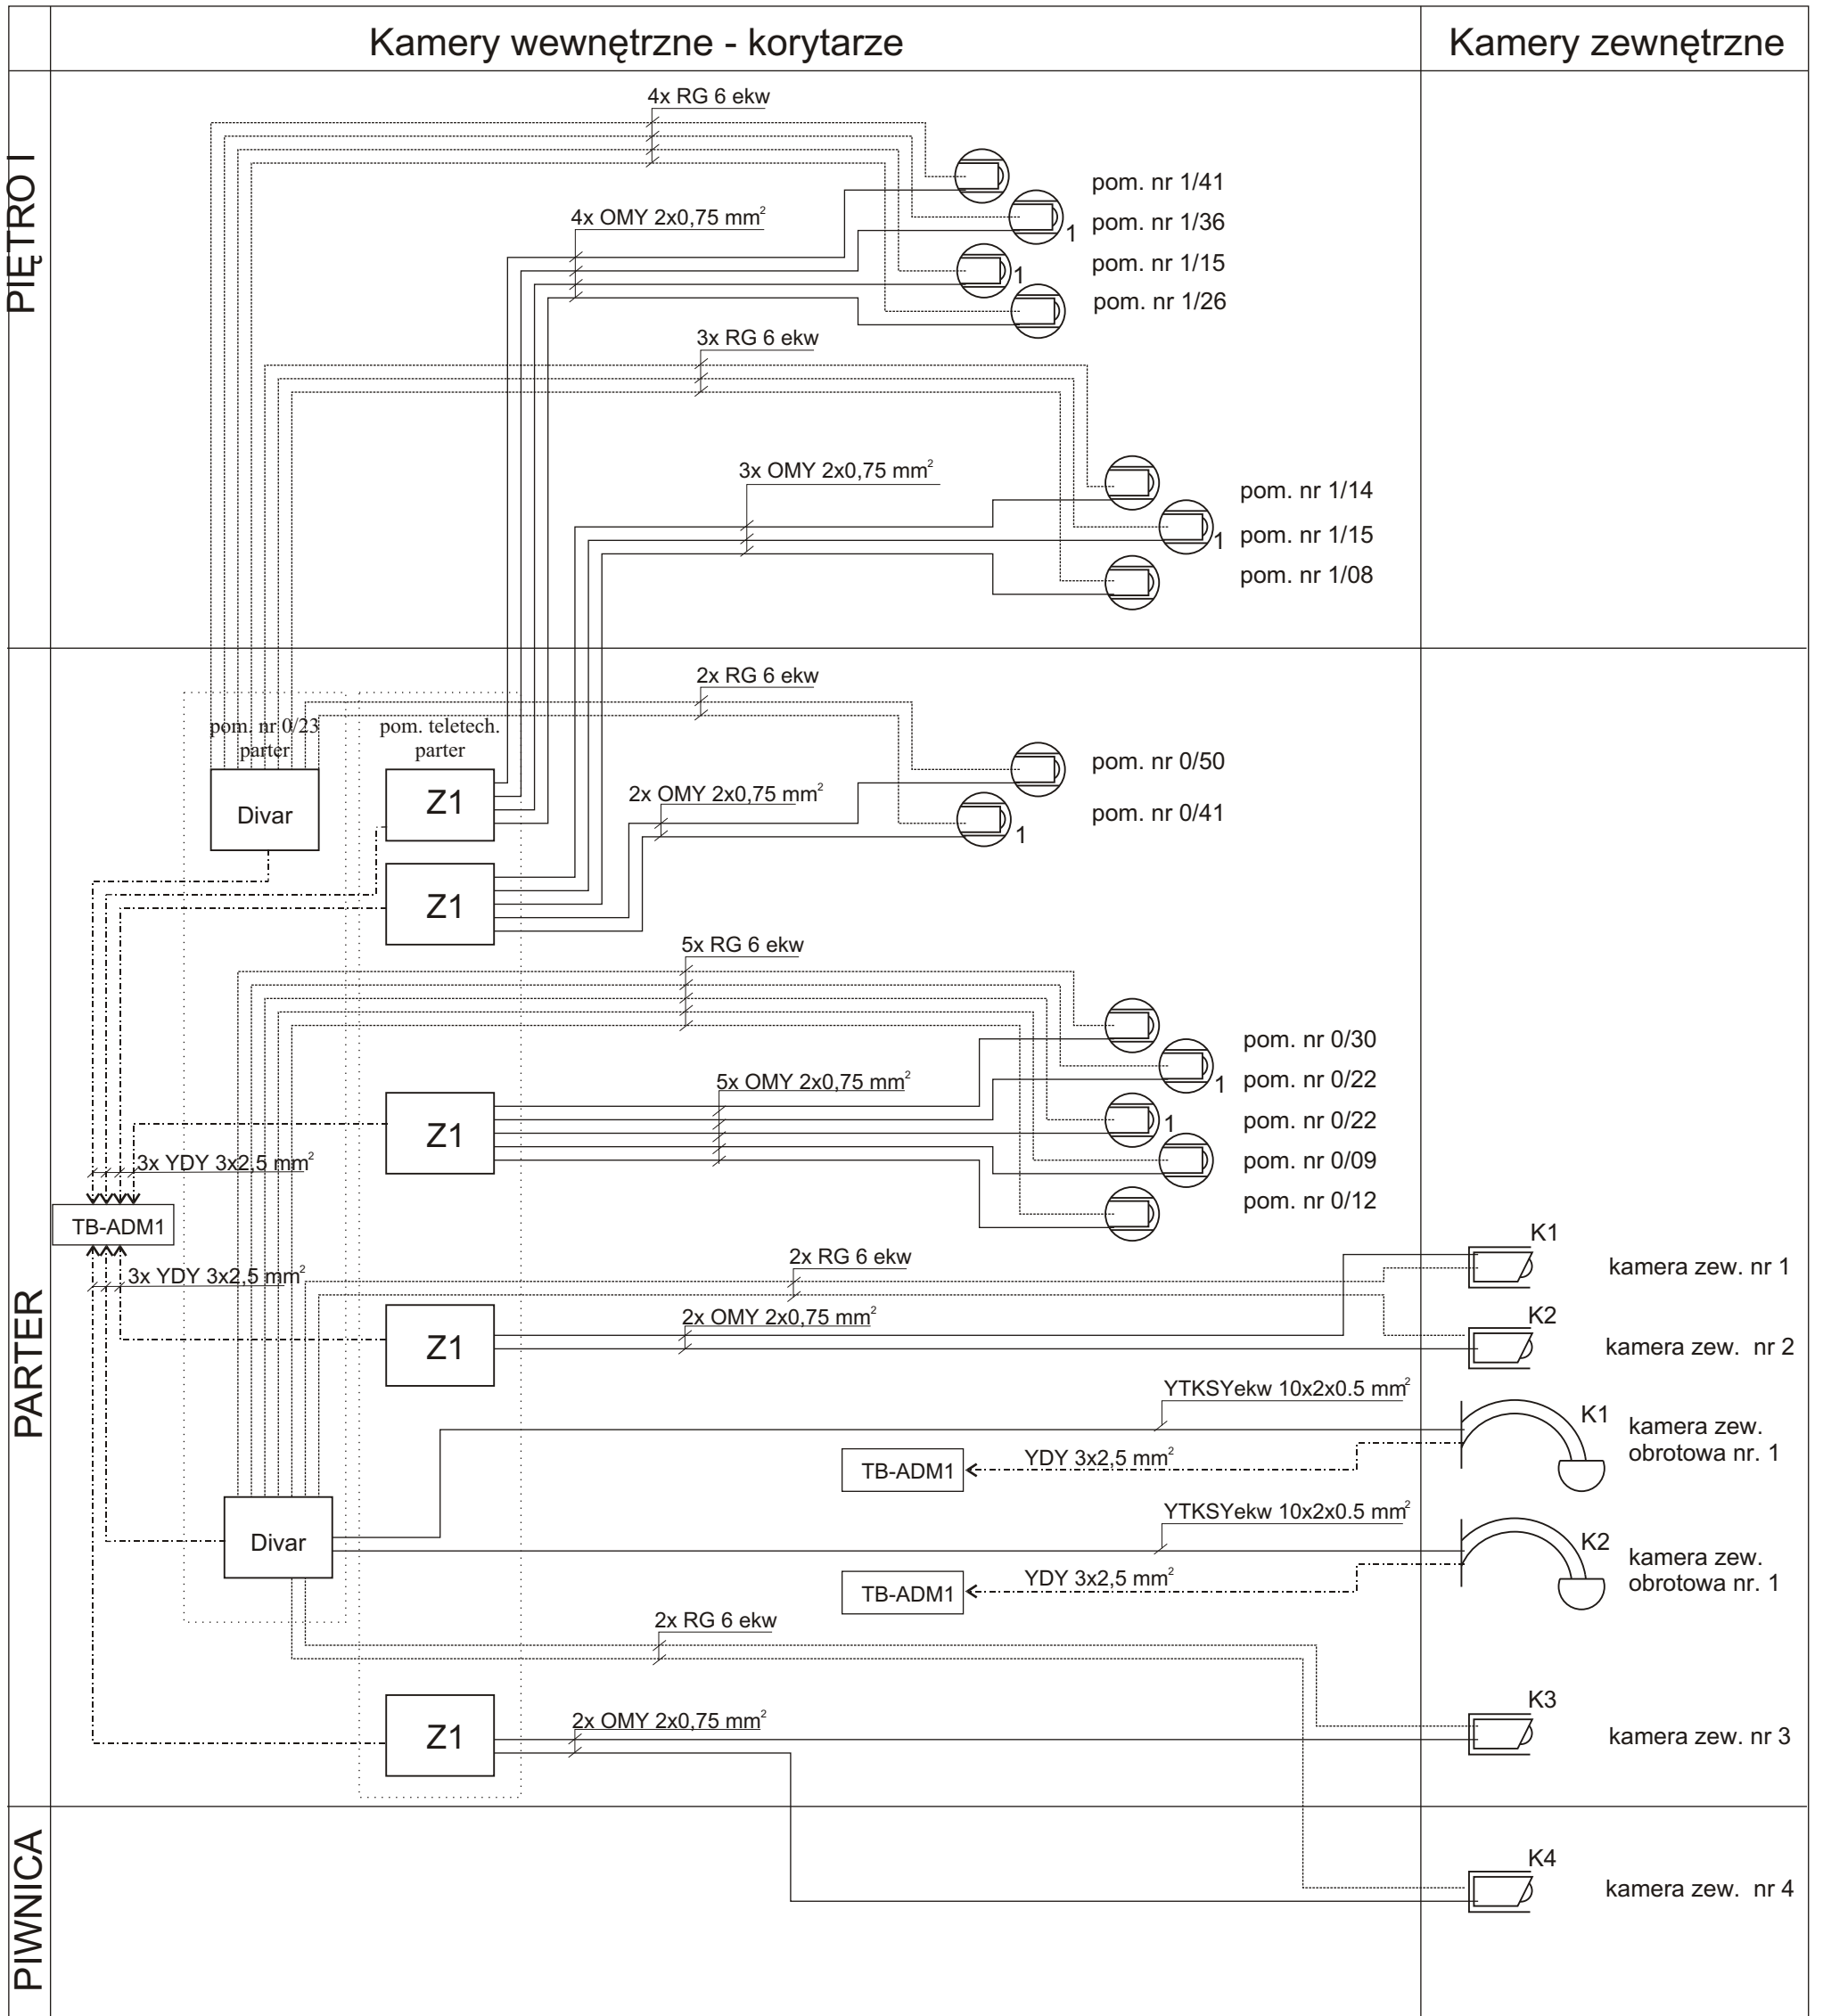 Kamery wewnętrzne - korytarze
Kamery zewnętrzne
PIĘTRO I
4x RG 6 ekw
pom. nr 1/41
4x OMY 2x0,75 mm²
pom. nr 1/36
1
pom. nr 1/15
1
pom. nr 1/26
3x RG 6 ekw
3x OMY 2x0,75 mm²
pom. nr 1/14
pom. nr 1/15
1
pom. nr 1/08
PARTER
2x RG 6 ekw
pom. nr 0/23
parter
pom. teletech.
parter
pom. nr 0/50
Divar
Z1
2x OMY 2x0,75 mm²
pom. nr 0/41
1
Z1
5x RG 6 ekw
pom. nr 0/30
5x OMY 2x0,75 mm²
pom. nr 0/22
1
Z1
pom. nr 0/22
1
3x YDY 3x2,5 mm²
pom. nr 0/09
pom. nr 0/12
TB-ADM1
K1
2x RG 6 ekw
kamera zew. nr 1
3x YDY 3x2,5 mm²
K2
2x OMY 2x0,75 mm²
Z1
kamera zew. nr 2
YTKSYekw 10x2x0.5 mm²
K1
kamera zew.
obrotowa nr. 1
YDY 3x2,5 mm²
TB-ADM1
YTKSYekw 10x2x0.5 mm²
Divar
K2
kamera zew.
obrotowa nr. 1
YDY 3x2,5 mm²
TB-ADM1
2x RG 6 ekw
K3
2x OMY 2x0,75 mm²
Z1
kamera zew. nr 3
PIWNICA
K4
kamera zew. nr 4